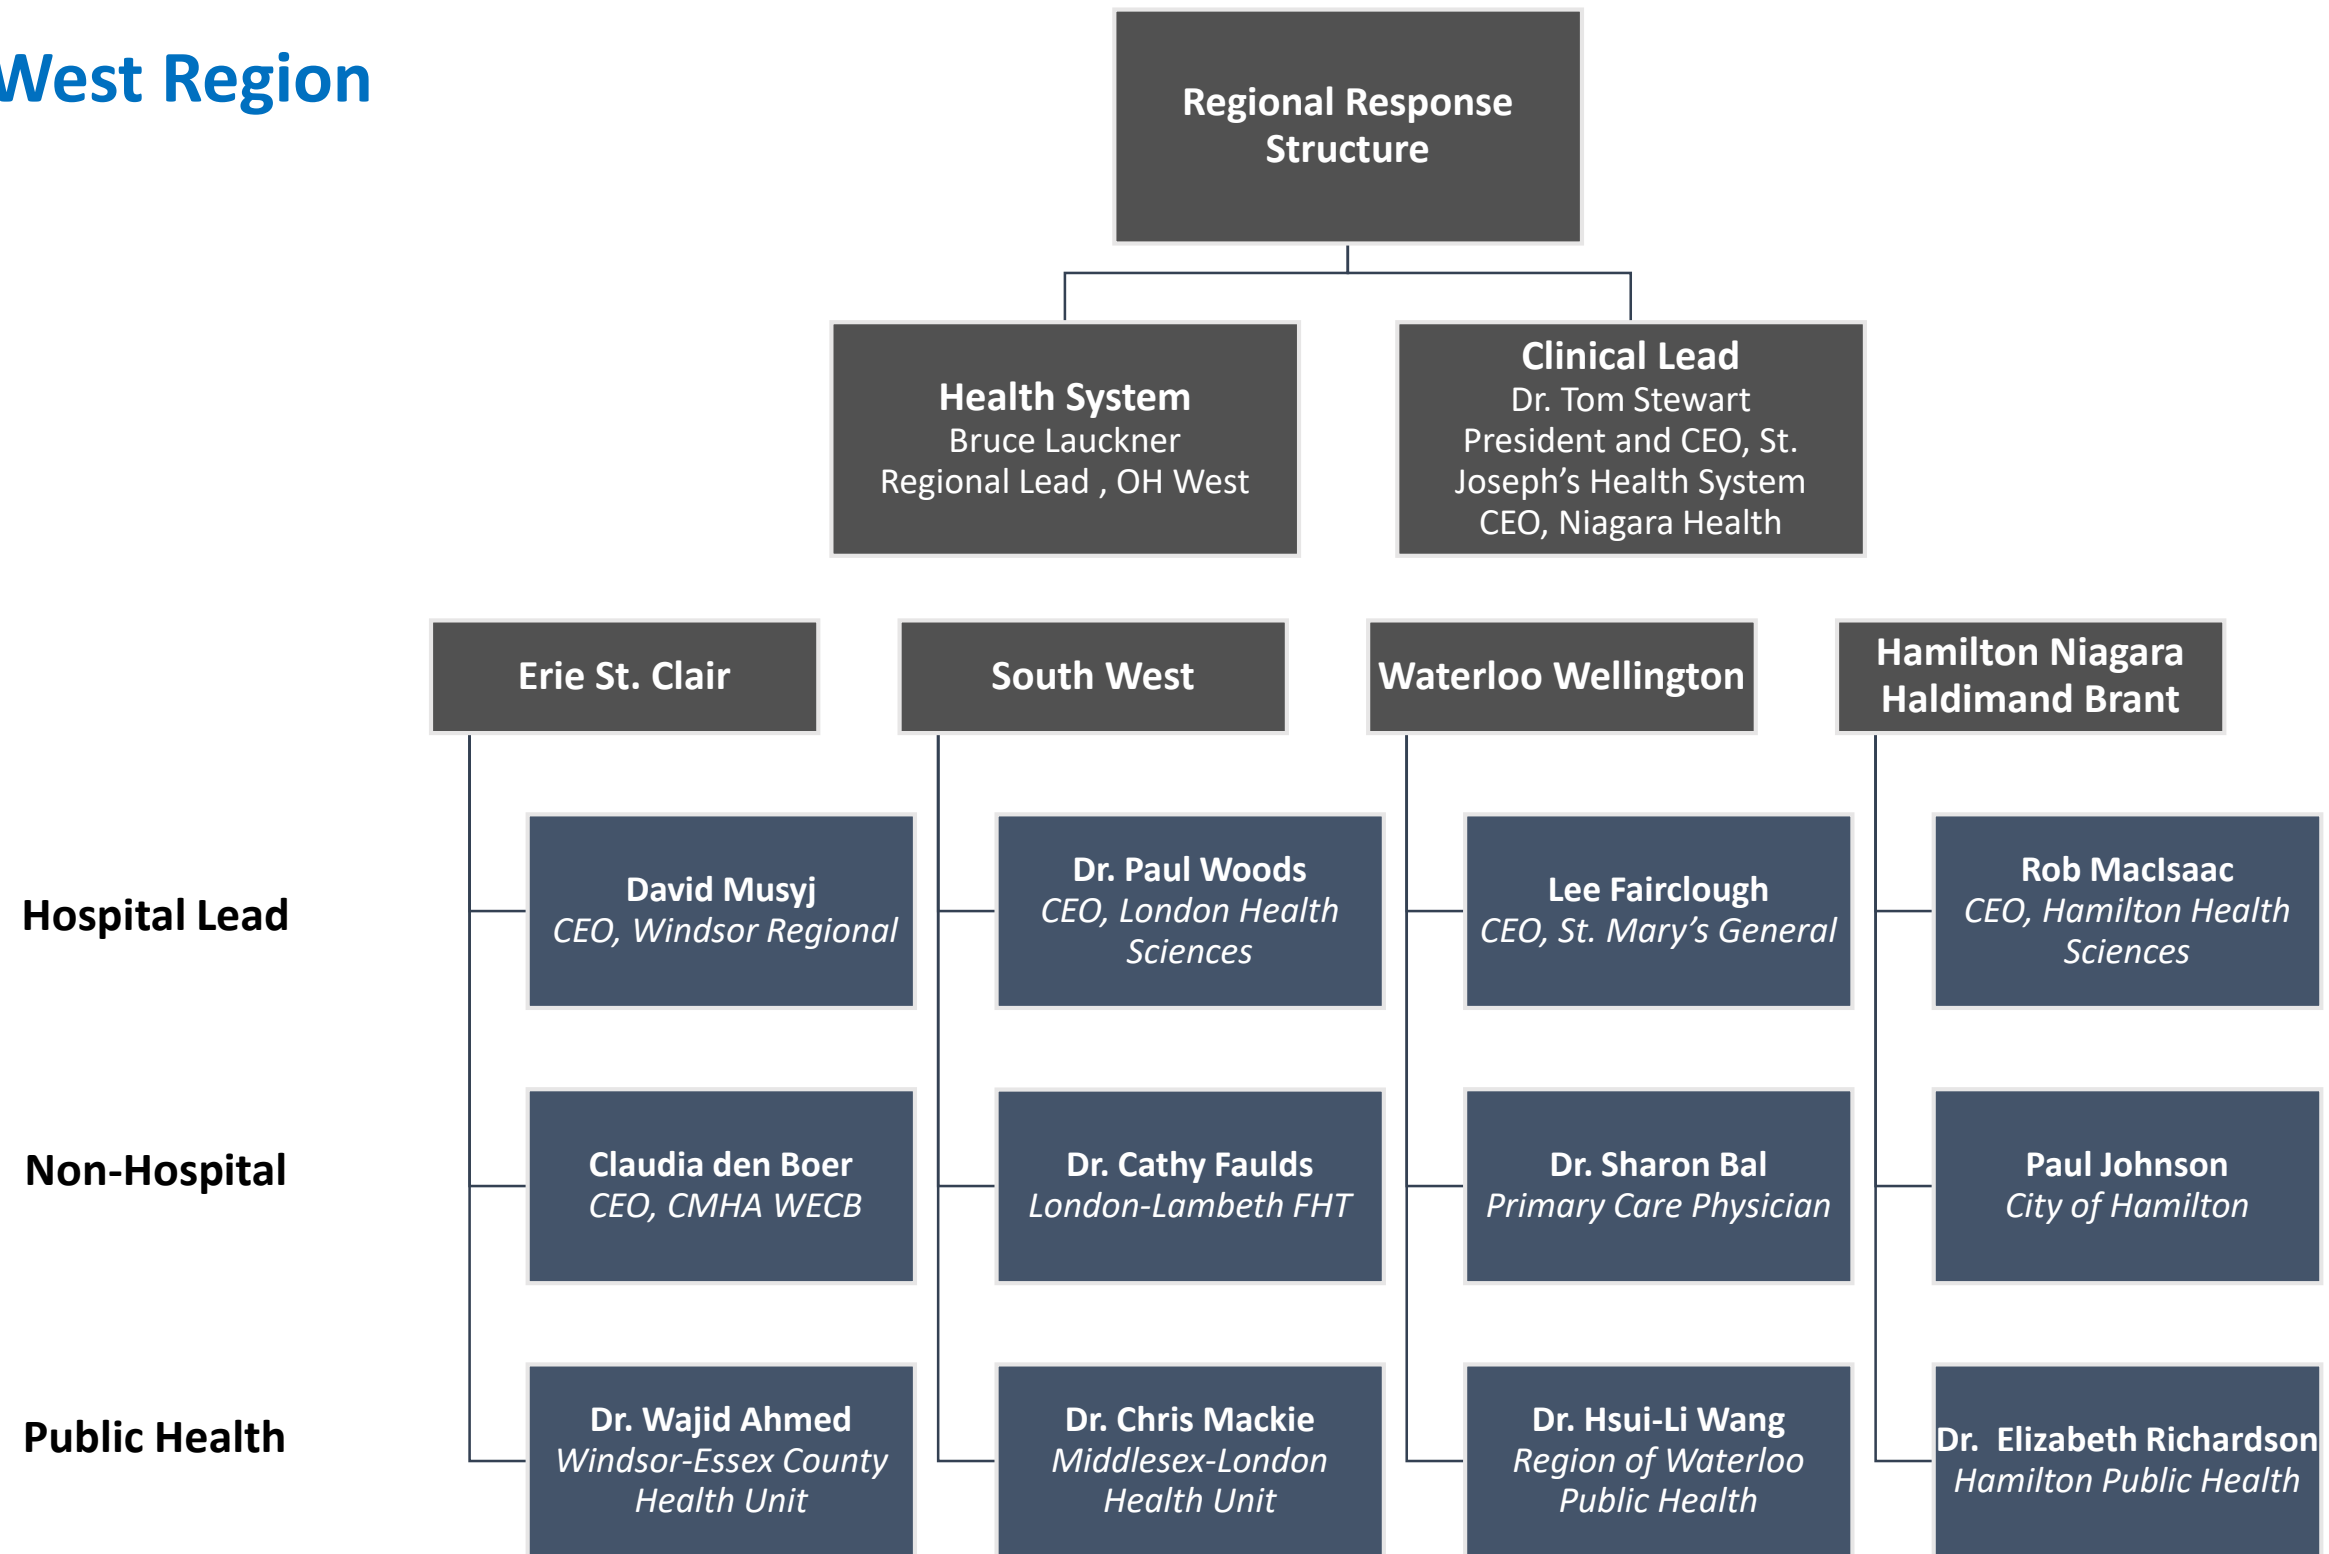 West Region
Regional Response
Structure
Health System
Bruce Lauckner
Regional Lead , OH West
Clinical Lead
Dr. Tom Stewart
President and CEO, St.
Joseph’s Health System
CEO, Niagara Health
Erie St. Clair
South West
Waterloo Wellington
Hamilton Niagara
Haldimand Brant
Hospital Lead
David Musyj
CEO, Windsor Regional
Dr. Paul Woods
CEO, London Health
Sciences
Lee Fairclough
CEO, St. Mary’s General
Rob MacIsaac
CEO, Hamilton Health
Sciences
Non-Hospital
Claudia den Boer
CEO, CMHA WECB
Dr. Cathy Faulds
London-Lambeth FHT
Dr. Sharon Bal
Primary Care Physician
Paul Johnson
City of Hamilton
Public Health
Dr. Wajid Ahmed
Windsor-Essex County
Health Unit
Dr. Chris Mackie
Middlesex-London
Health Unit
Dr. Hsui-Li Wang
Region of Waterloo
Public Health
Dr.  Elizabeth Richardson
Hamilton Public Health